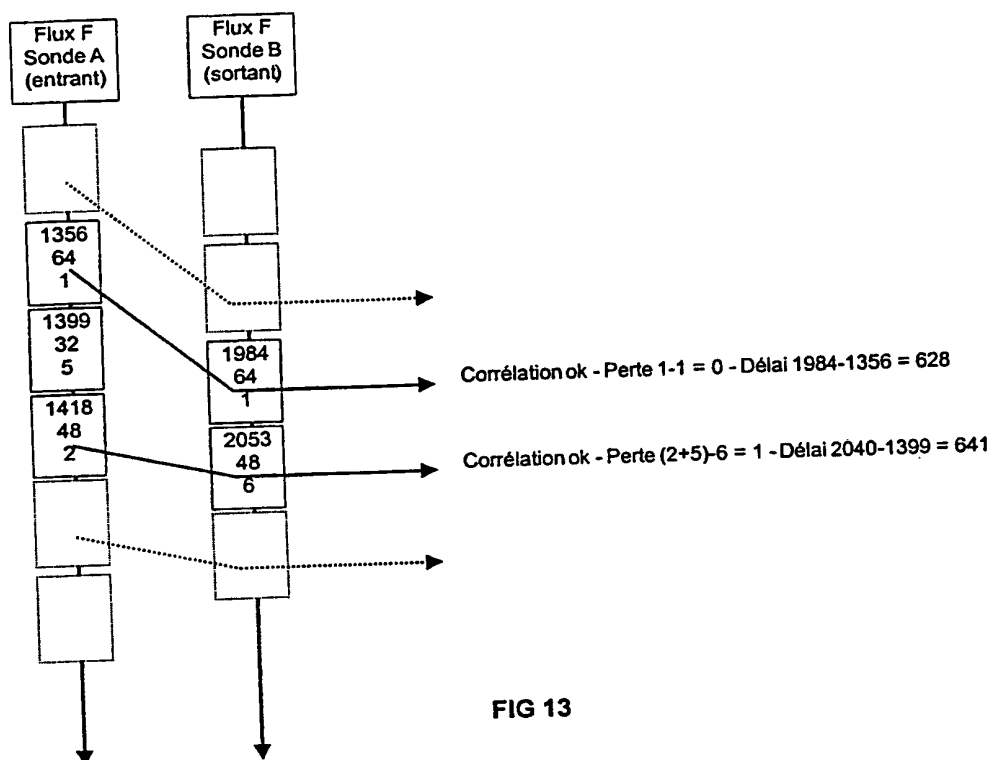 Flux F
Sonde A
(entrant)
Flux F
Sonde B
(sortant)
1356
64
1
1399
32
5
1418
48
2
1984
64
1
2053
48
6
Corrélation ok - Perte 1-1 = 0 - Délai 1984-1356 = 628
Corrélation ok - Perte (2+5)-6 = 1 - Délai 2040-1399 = 641
FIG 13